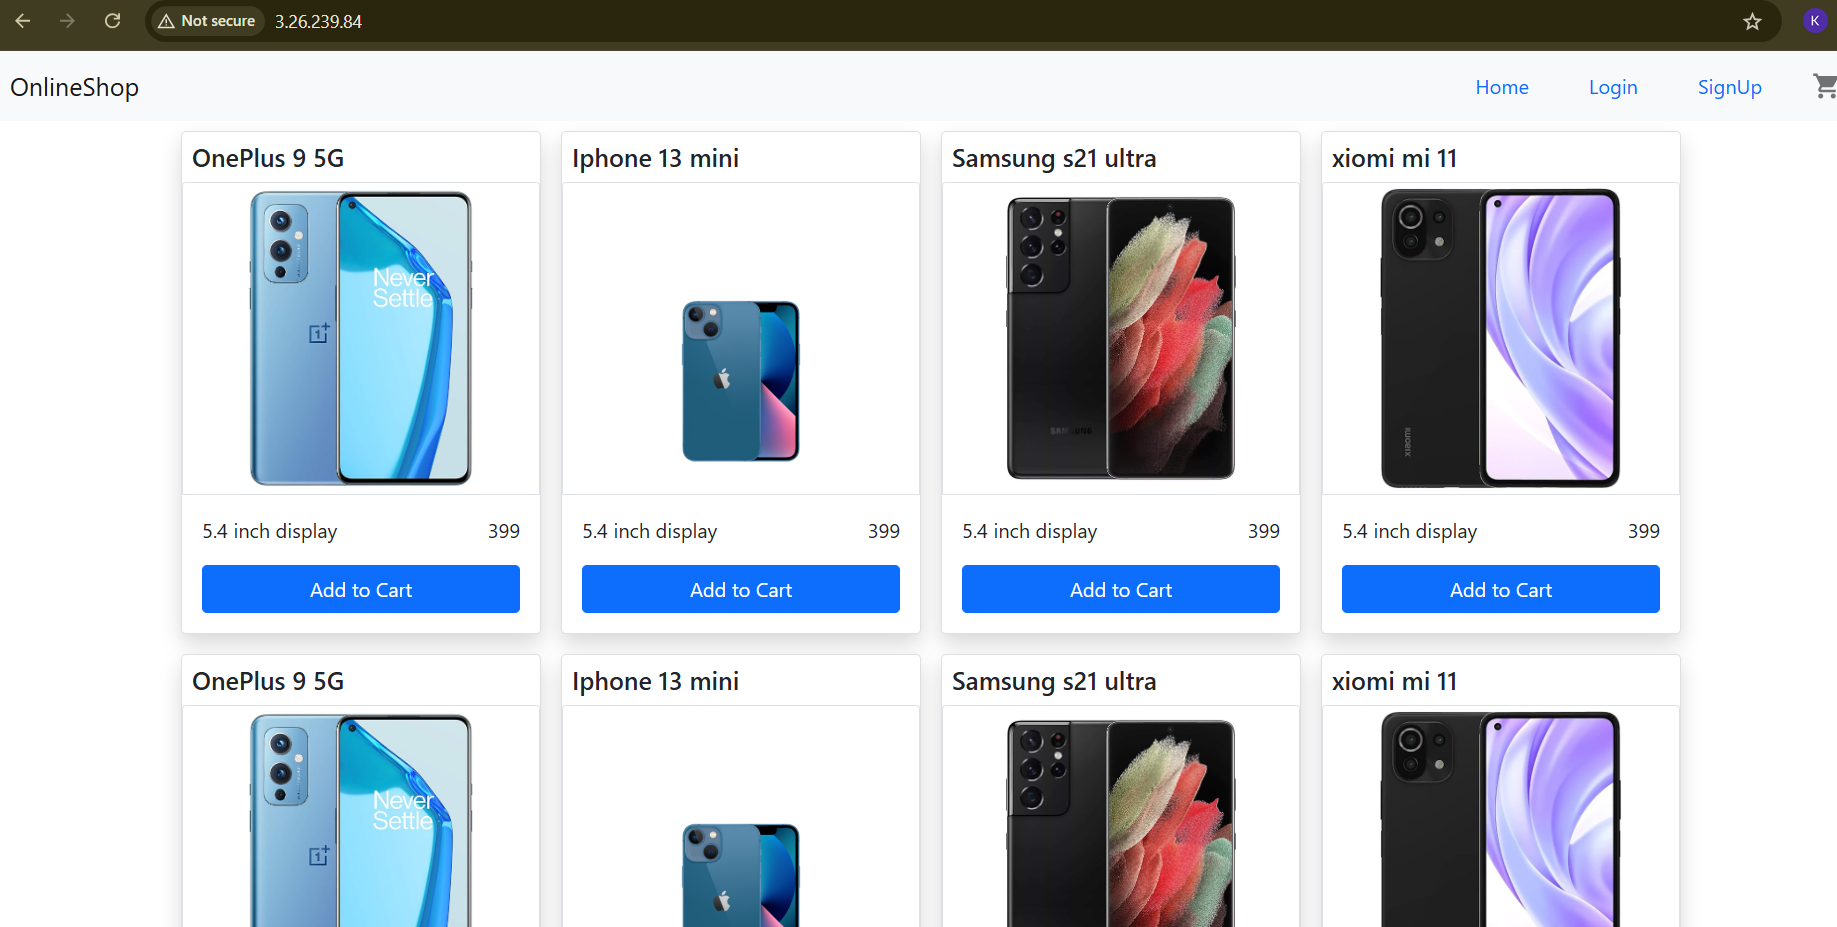 Not secure 3.26.239.84 K
OnlineShop Home Login SignUp
OnePlus 9 5G Iphone 13 mini Samsung s21 ultra xiomi mi 11
Never
Settle
SAMSUNG
xiaomi
5.4 inch display 399 5.4 inch display 399 5.4 inch display 399 5.4 inch display 399
Add to Cart Add to Cart Add to Cart Add to Cart
OnePlus 9 5G Iphone 13 mini Samsung s21 ultra xiomi mi 11
Never
Settle